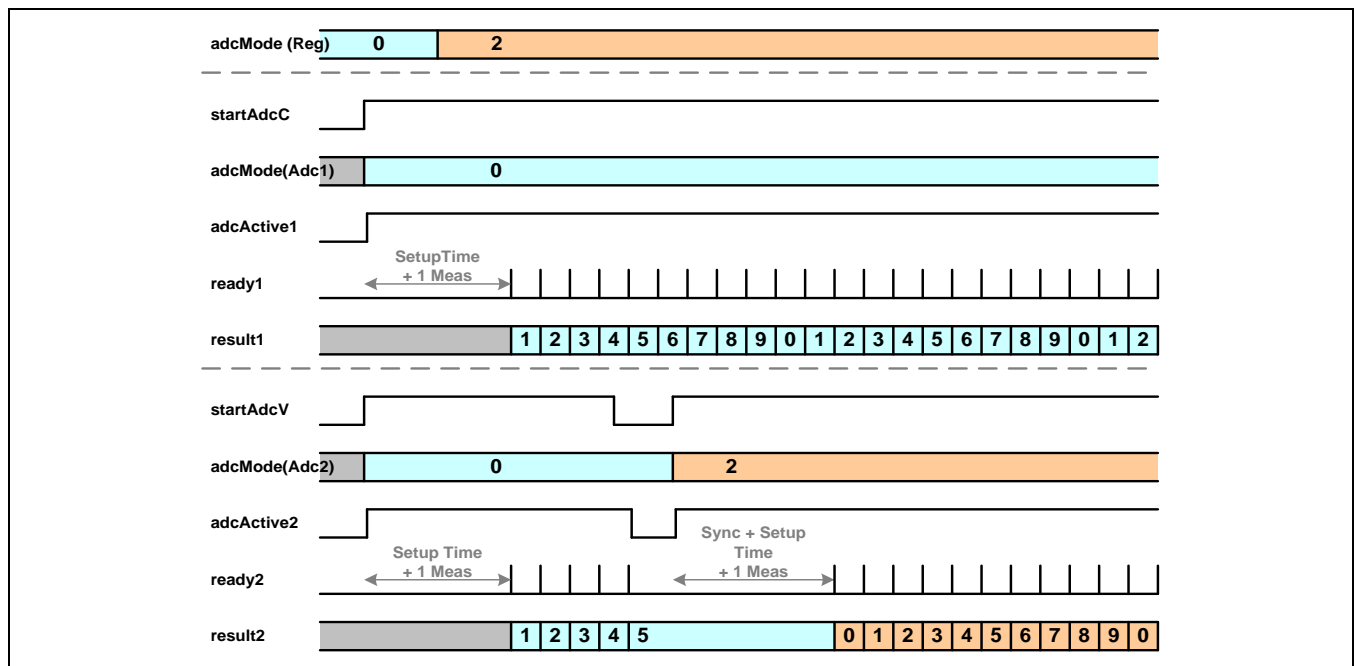 adcMode (Reg) 0 2
startAdcC
adcMode(Adc1) 0
adcActive1
SetupTime
+ 1 Meas
ready1
result1 1 2 3 4 5 6 7 8 9 0 1 2 3 4 5 6 7 8 9 0 1 2
startAdcV
adcMode(Adc2) 0 2
adcActive2
Sync + Setup
Time
+ 1 Meas
Setup Time
+ 1 Meas
ready2
result2 1 2 3 4 5 0 1 2 3 4 5 6 7 8 9 0